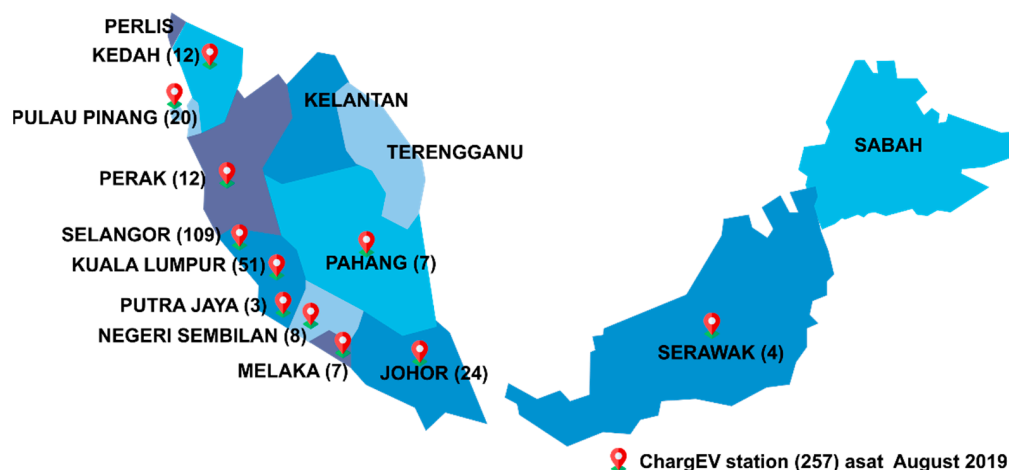 PERLIS
KEDAH (12)
PULAU PINANG (20)
KELANTAN
TERENGGANU
PERAK (12)
SELANGOR (109)
KUALA LUMPUR (51)
PAHANG (7)
PUTRA JAYA (3)
NEGERI SEMBILAN (8)
MELAKA (7)
JOHOR (24)
SABAH
SERAWAK (4)
ChargEV station (257) asat August 2019